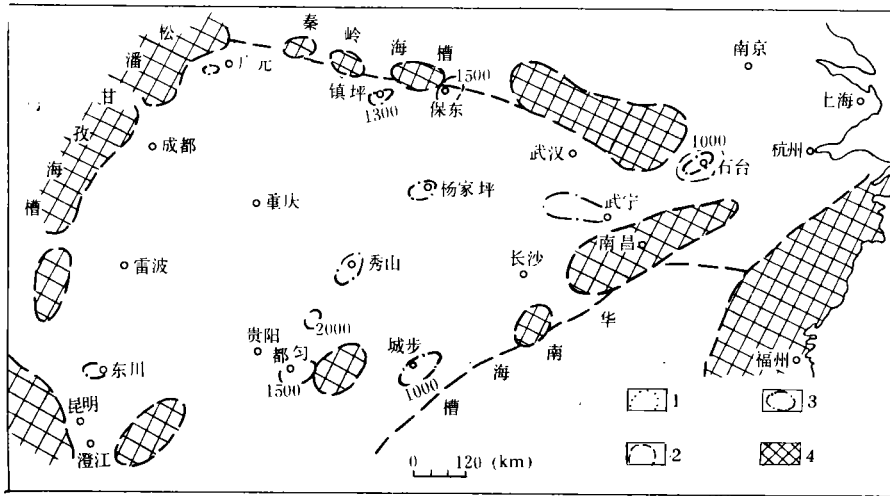 松潘甘孜海槽
秦岭海槽
南京
广元
1500
镇坪
保东
1300
上海
成都
武汉
1000
石台
杭州
重庆
杨家坪
武宁
南昌
雷波
秀山
长沙
华南海槽
贵阳
2000
都匀
1500
城步
1000
东川
福州
昆明
澄江
1
3
2
4
0 120 (km)